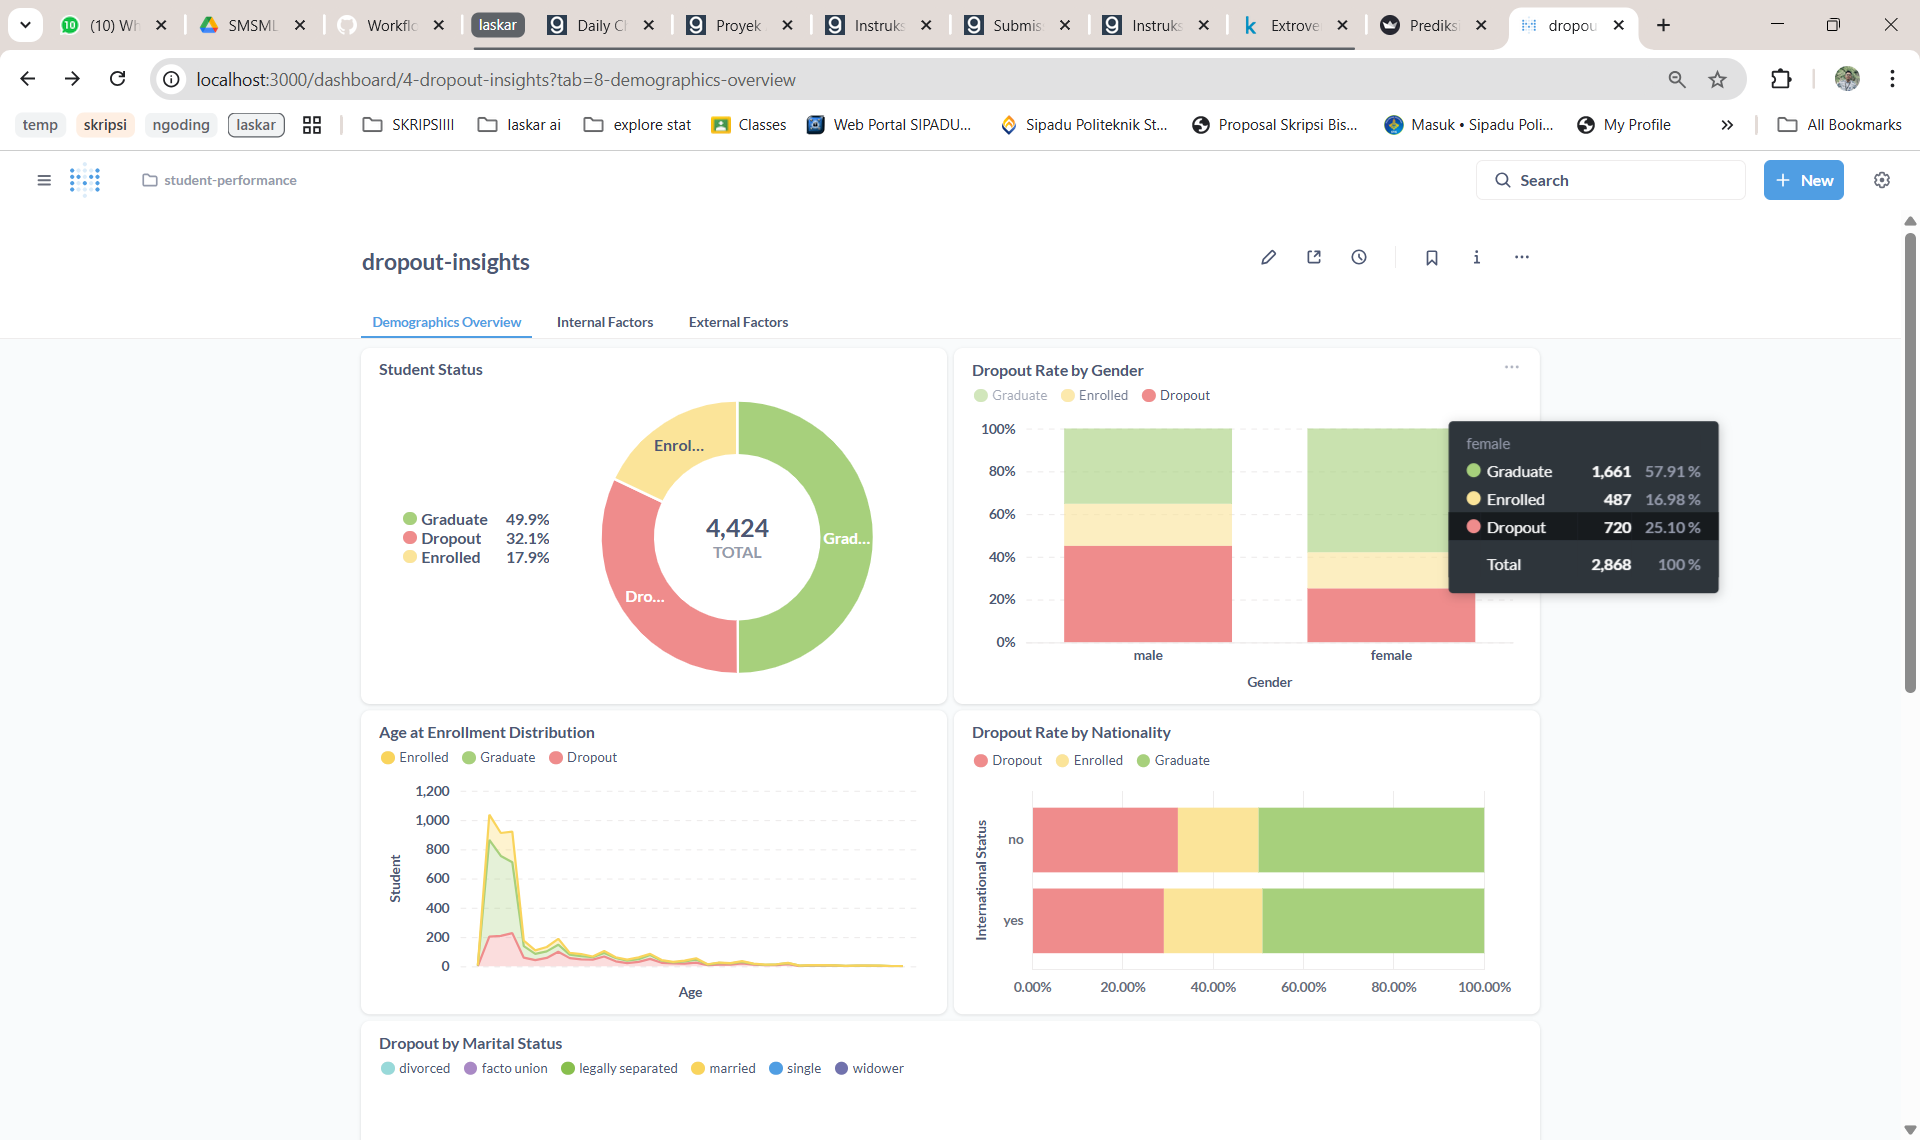 (10) Wh
SMSML
Workflo
laskar
Daily Cl
Proyek
Instruks
Submis
Instruks
Extrove
Prediksi
dropou
localhost:3000/dashboard/4-dropout-insights?tab=8-demographics-overview
temp
skripsi
ngoding
laskar
SKRIPSIIII
laskar ai
explore stat
Classes
Web Portal SIPADU...
Sipadu Politeknik St...
Proposal Skripsi Bis...
Masuk • Sipadu Poli...
My Profile
All Bookmarks
student-performance
Search
New
dropout-insights
Demographics Overview
Internal Factors
External Factors
Student Status
Graduate 49.9%
Dropout 32.1%
Enrolled 17.9%
Enrol...
Grad...
Dro...
4,424
TOTAL
Dropout Rate by Gender
Graduate Enrolled Dropout
100%
80%
60%
40%
20%
0%
male
female
Gender
female
Graduate 1,661 57.91 %
Enrolled 487 16.98 %
Dropout 720 25.10 %
Total 2,868 100 %
Age at Enrollment Distribution
Enrolled Graduate Dropout
1,200
1,000
800
600
400
200
0
Student
Age
Dropout Rate by Nationality
Dropout Enrolled Graduate
International Status
no
yes
0.00% 20.00% 40.00% 60.00% 80.00% 100.00%
Dropout by Marital Status
divorced facto union legally separated married single widower